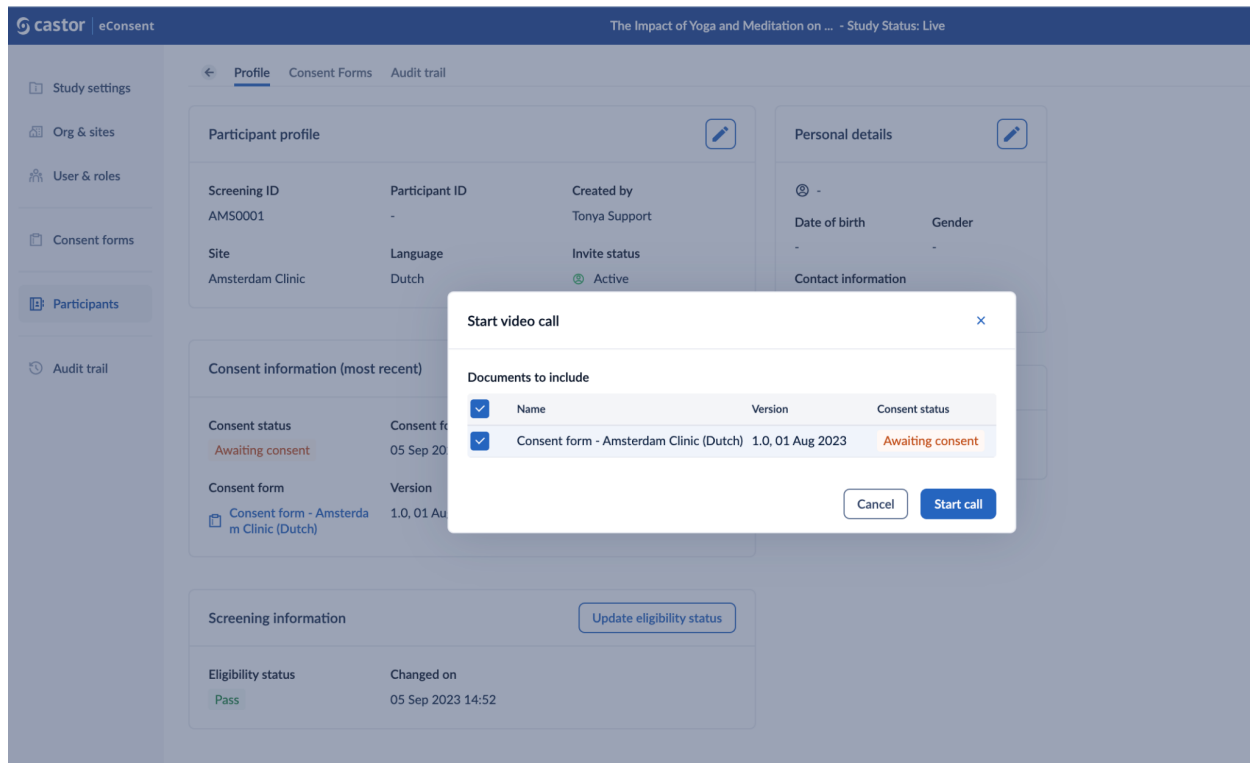 castor eConsent
The Impact of Yoga and Meditation on ... - Study Status: Live
Study settings
Org & sites
User & roles
Consent forms
Participants
Audit trail
Profile Consent Forms Audit trail
Participant profile
Screening ID Participant ID Created by
AMS0001 - Tonya Support
Site Language Invite status
Amsterdam Clinic Dutch Active
Personal details
-
Date of birth Gender
- -
Contact information
Consent information (most recent)
Consent status Consent fo
Awaiting consent 05 Sep 20
Consent form Version
Consent form - Amsterda 1.0, 01 Au
m Clinic (Dutch)
Start video call
Documents to include
Name Version Consent status
Consent form - Amsterdam Clinic (Dutch) 1.0, 01 Aug 2023 Awaiting consent
Cancel Start call
Screening information Update eligibility status
Eligibility status Changed on
Pass 05 Sep 2023 14:52